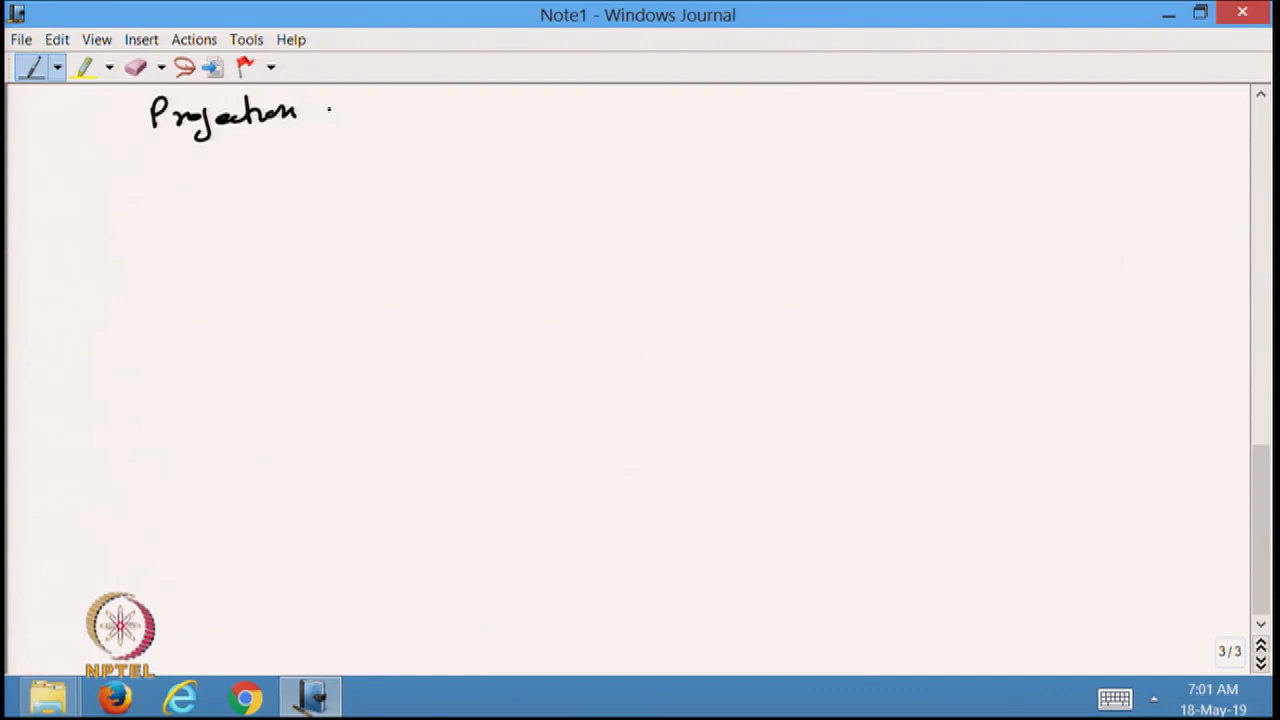 Note1 - Windows Journal
File Edit View Insert Actions Tools Help
Projection
NPTEL
3 / 3
7:01 AM
18-May-19